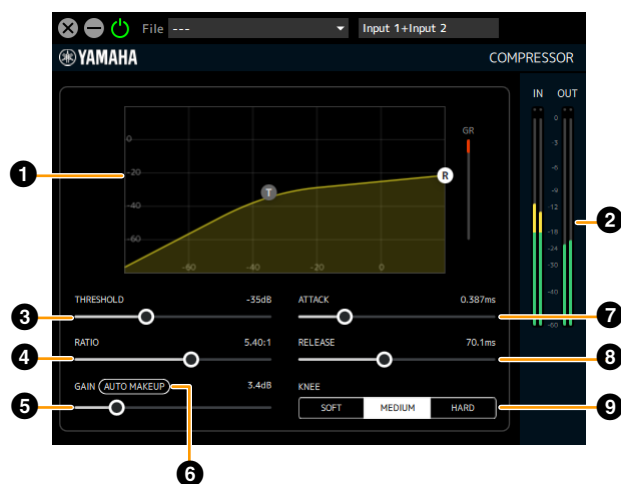 File --- Input 1+Input 2
YAMAHA COMPRESSOR
IN OUT
GR
0
-20
-40
-60
-60 -40 -20 0
T
R
0
-3
-6
-9
-12
-18
-24
-30
-40
-60
THRESHOLD -35dB
ATTACK 0.387ms
RATIO 5.40:1
RELEASE 70.1ms
GAIN AUTO MAKEUP 3.4dB
KNEE
SOFT MEDIUM HARD
1
2
3
4
5
6
7
8
9